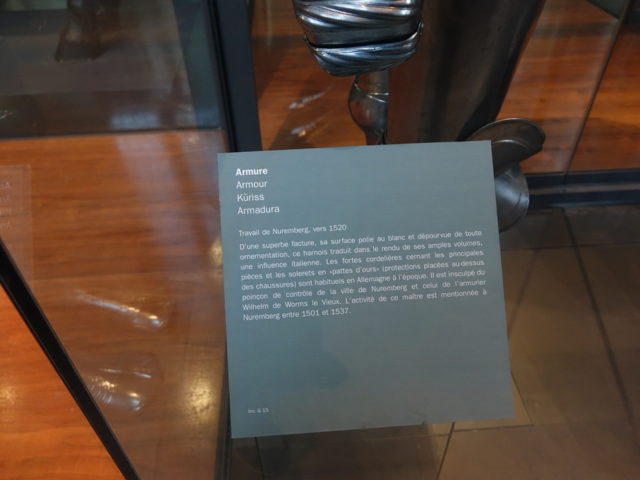 Armure
Armour
Küriss
Armadura
Travail de Nuremberg, vers 1520
D'une superbe facture, sa surface polie au blanc et dépourvue de toute
ornementation, ce harnois traduit dans le rendu de ses amples volumes,
une influence italienne. Les fortes cordelières cernant les principales
pièces et les solerets en «pattes d'ours» (protections placées au-dessus
des chaussures) sont habituels en Allemagne à l'époque. Il est insculpé du
poinçon de contrôle de la ville de Nuremberg et celui de l'armurier
Wilhelm de Worms le Vieux. L'activité de ce maître est mentionnée à
Nuremberg entre 1501 et 1537.
Inv. G 13